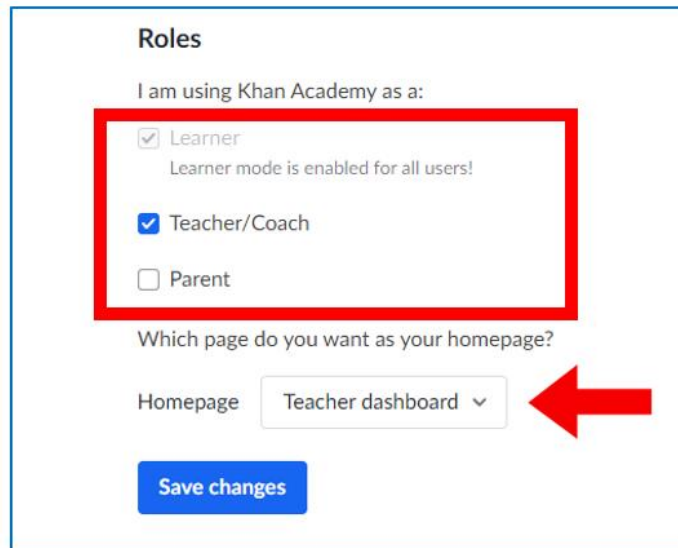 Roles
I am using Khan Academy as a:
Learner
Learner mode is enabled for all users!
Teacher/Coach
Parent
Which page do you want as your homepage?
Homepage Teacher dashboard
Save changes